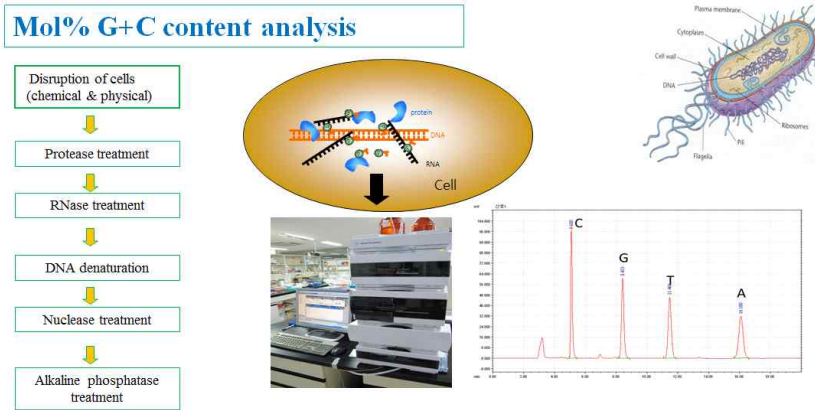 Mol% G+C content analysis
Disruption of cells
(chemical & physical)
Protease treatment
RNase treatment
DNA denaturation
Nuclease treatment
Alkaline phosphatase
treatment
protein
DNA
RNA
Cell
Plasma membrane
Cytoplasm
Cell wall
DNA
Ribosomes
Pili
Flagella
C
G
T
A